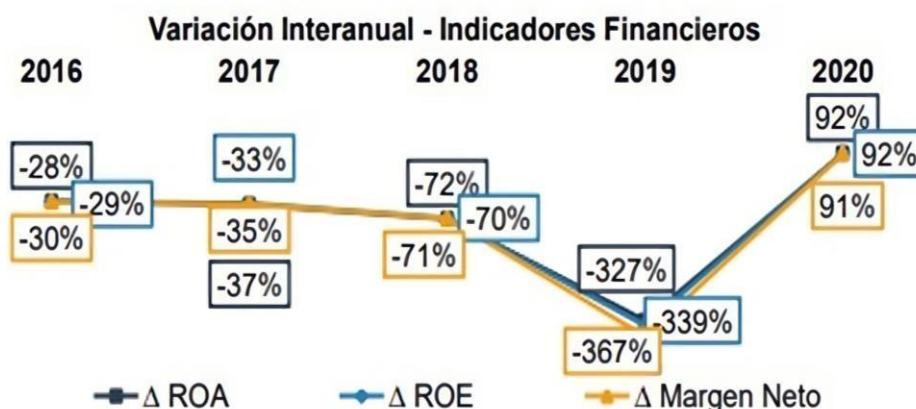 Variación Interanual - Indicadores Financieros
2016 2017 2018 2019 2020
92%
-28% -33% -72% 92%
-29% -70%
-30% -35% -71% 91%
-37% -327%
-339%
-367%
Δ ROA Δ ROE Δ Margen Neto